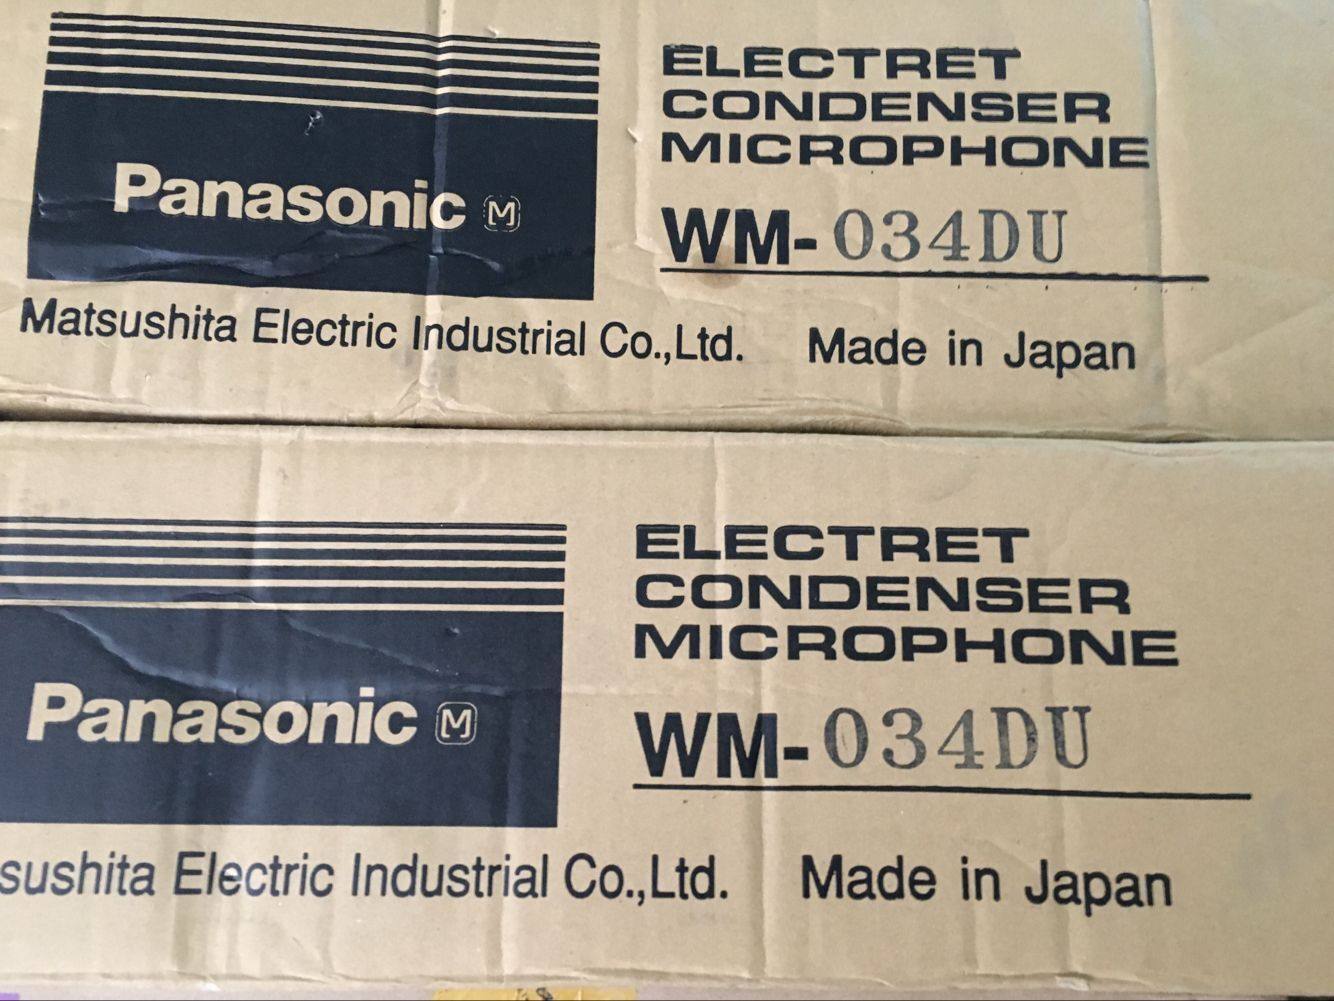 Panasonic M
ELECTRET
CONDENSER
MICROPHONE
WM-034DU
Matsushita Electric Industrial Co.,Ltd. Made in Japan
Panasonic M
ELECTRET
CONDENSER
MICROPHONE
WM-034DU
sushita Electric Industrial Co.,Ltd. Made in Japan